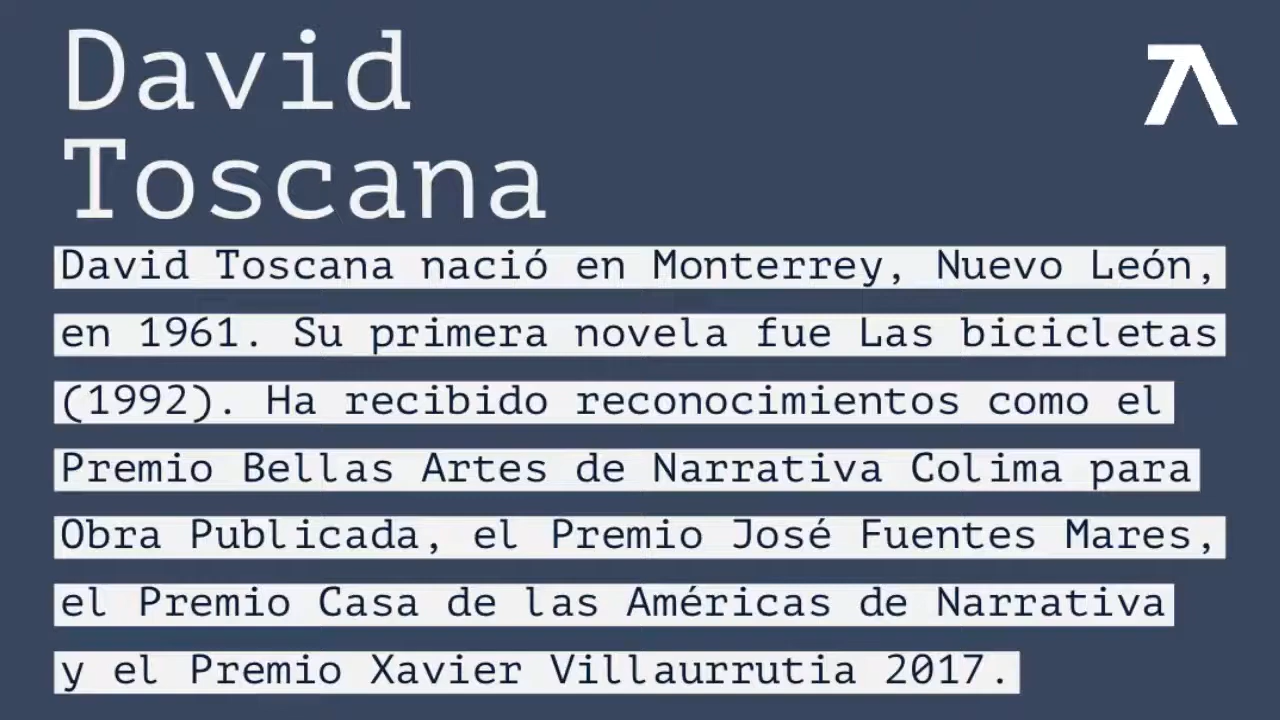 David
Toscana
David Toscana nació en Monterrey, Nuevo León,
en 1961. Su primera novela fue Las bicicletas
(1992). Ha recibido reconocimientos como el
Premio Bellas Artes de Narrativa Colima para
Obra Publicada, el Premio José Fuentes Mares,
el Premio Casa de las Américas de Narrativa
y el Premio Xavier Villaurrutia 2017.